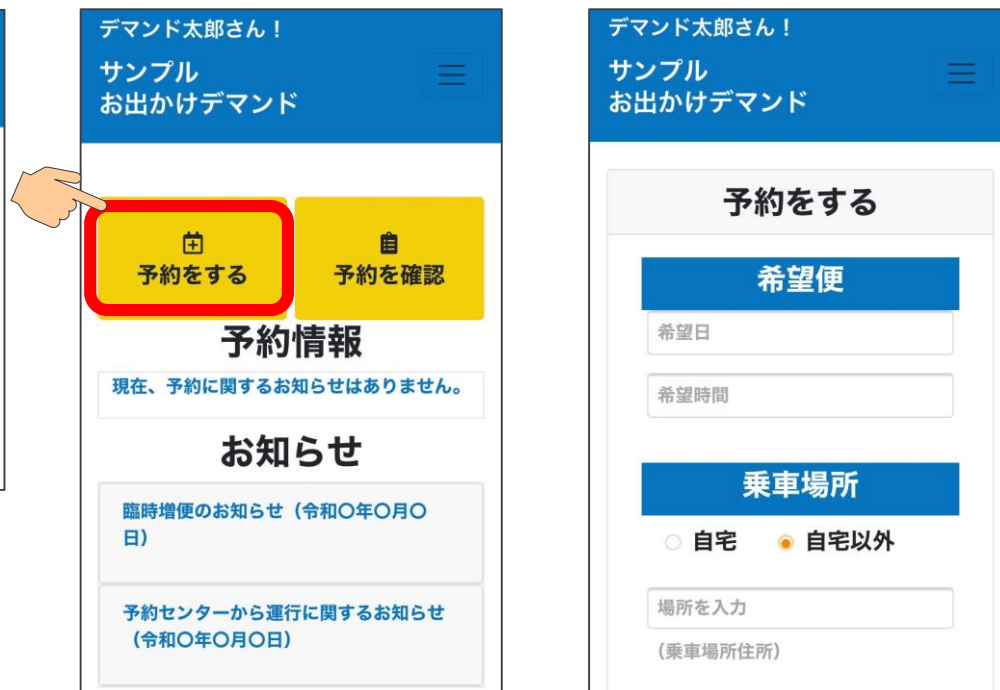 デマンド太郎さん！
サンプル
お出かけデマンド
予約をする
予約を確認
予約情報
現在、予約に関するお知らせはありません。
お知らせ
臨時増便のお知らせ（令和〇年〇月〇
日）
予約センターから運行に関するお知らせ
（令和〇年〇月〇日）
デマンド太郎さん！
サンプル
お出かけデマンド
予約をする
希望便
希望日
希望時間
乗車場所
自宅
自宅以外
場所を入力
（乗車場所住所）